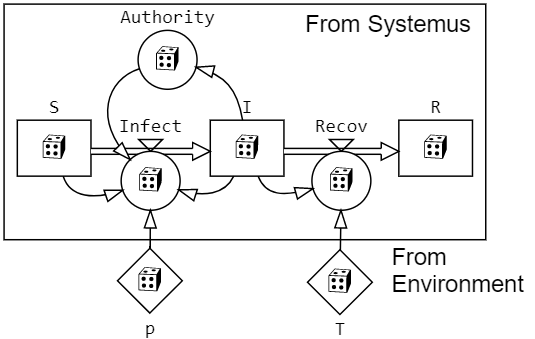 Authority
From Systemus
S
Infect
I
Recov
R
From
Environment
p
T